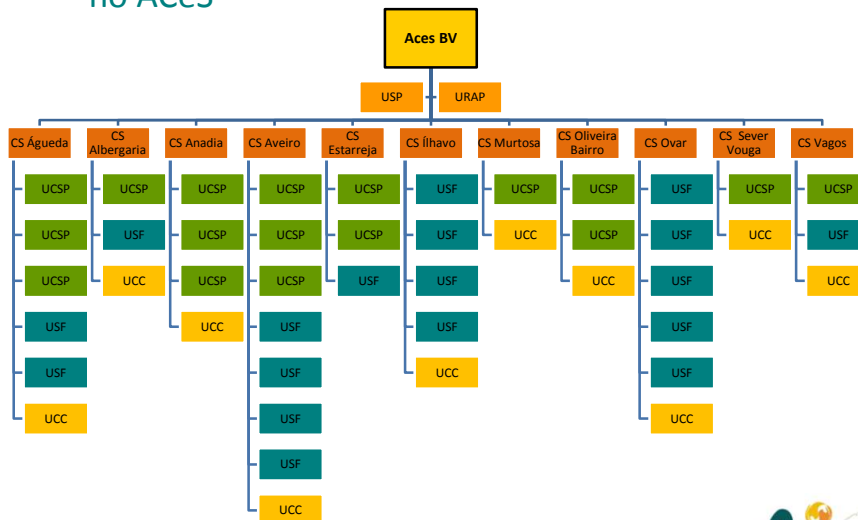 no ACeS
Aces BV
USP URAP
CS Águeda
CS
Albergaria
CS Anadia
CS Aveiro
CS
Estarreja
CS Ílhavo
CS Murtosa
CS Oliveira
Bairro
CS Ovar
CS Sever
Vouga
CS Vagos
UCSP UCSP UCSP UCSP UCSP USF UCSP UCSP USF UCSP UCSP
UCSP USF UCSP UCSP UCSP USF UCC UCSP USF UCC USF
UCSP UCC UCSP UCSP USF USF UCC USF UCC
USF UCC USF USF USF
USF USF UCC USF
UCC USF UCC
USF
UCC